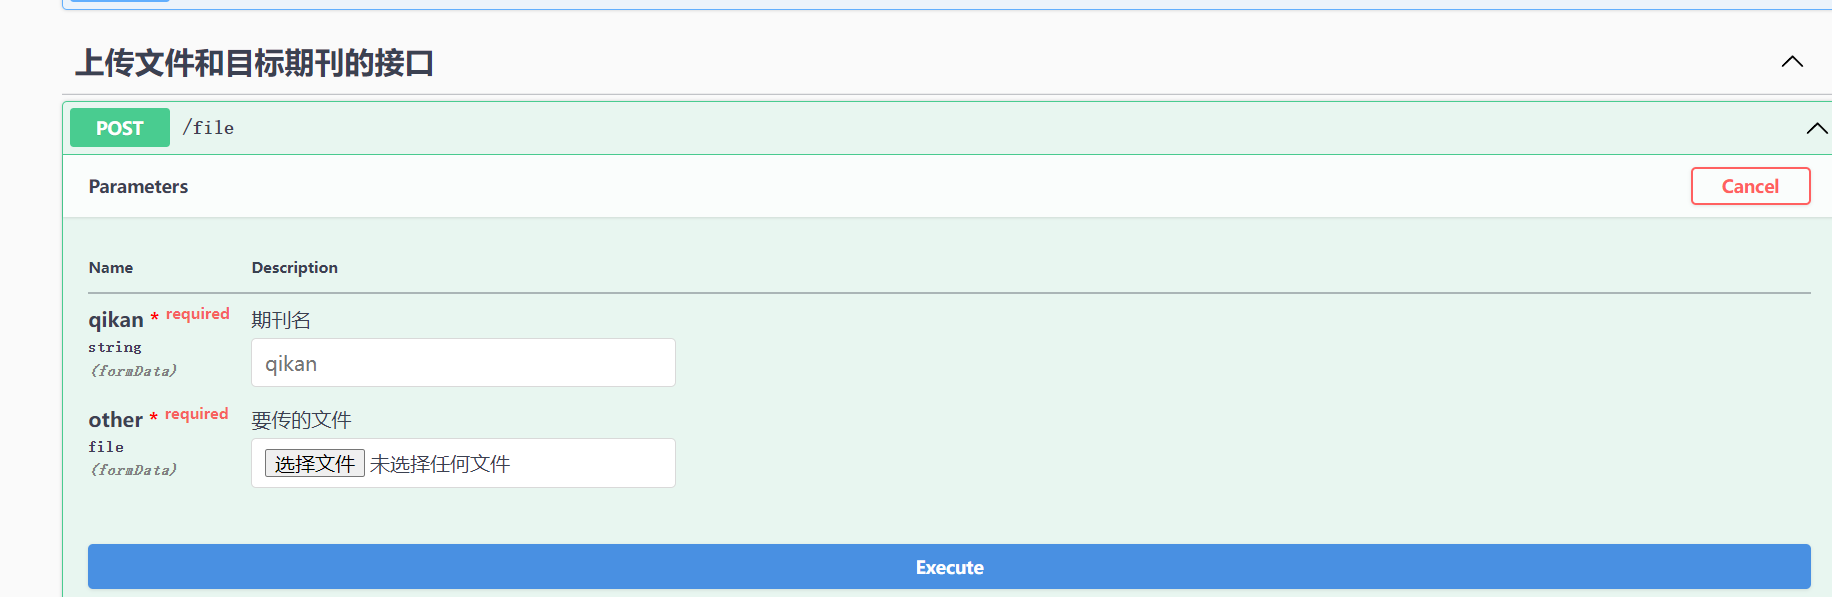 上传文件和目标期刊的接口
POST /file
Parameters
Cancel
Name Description
qikan * required 期刊名
string
(formData)
qikan
other * required 要传的文件
file
(formData)
选择文件 未选择任何文件
Execute